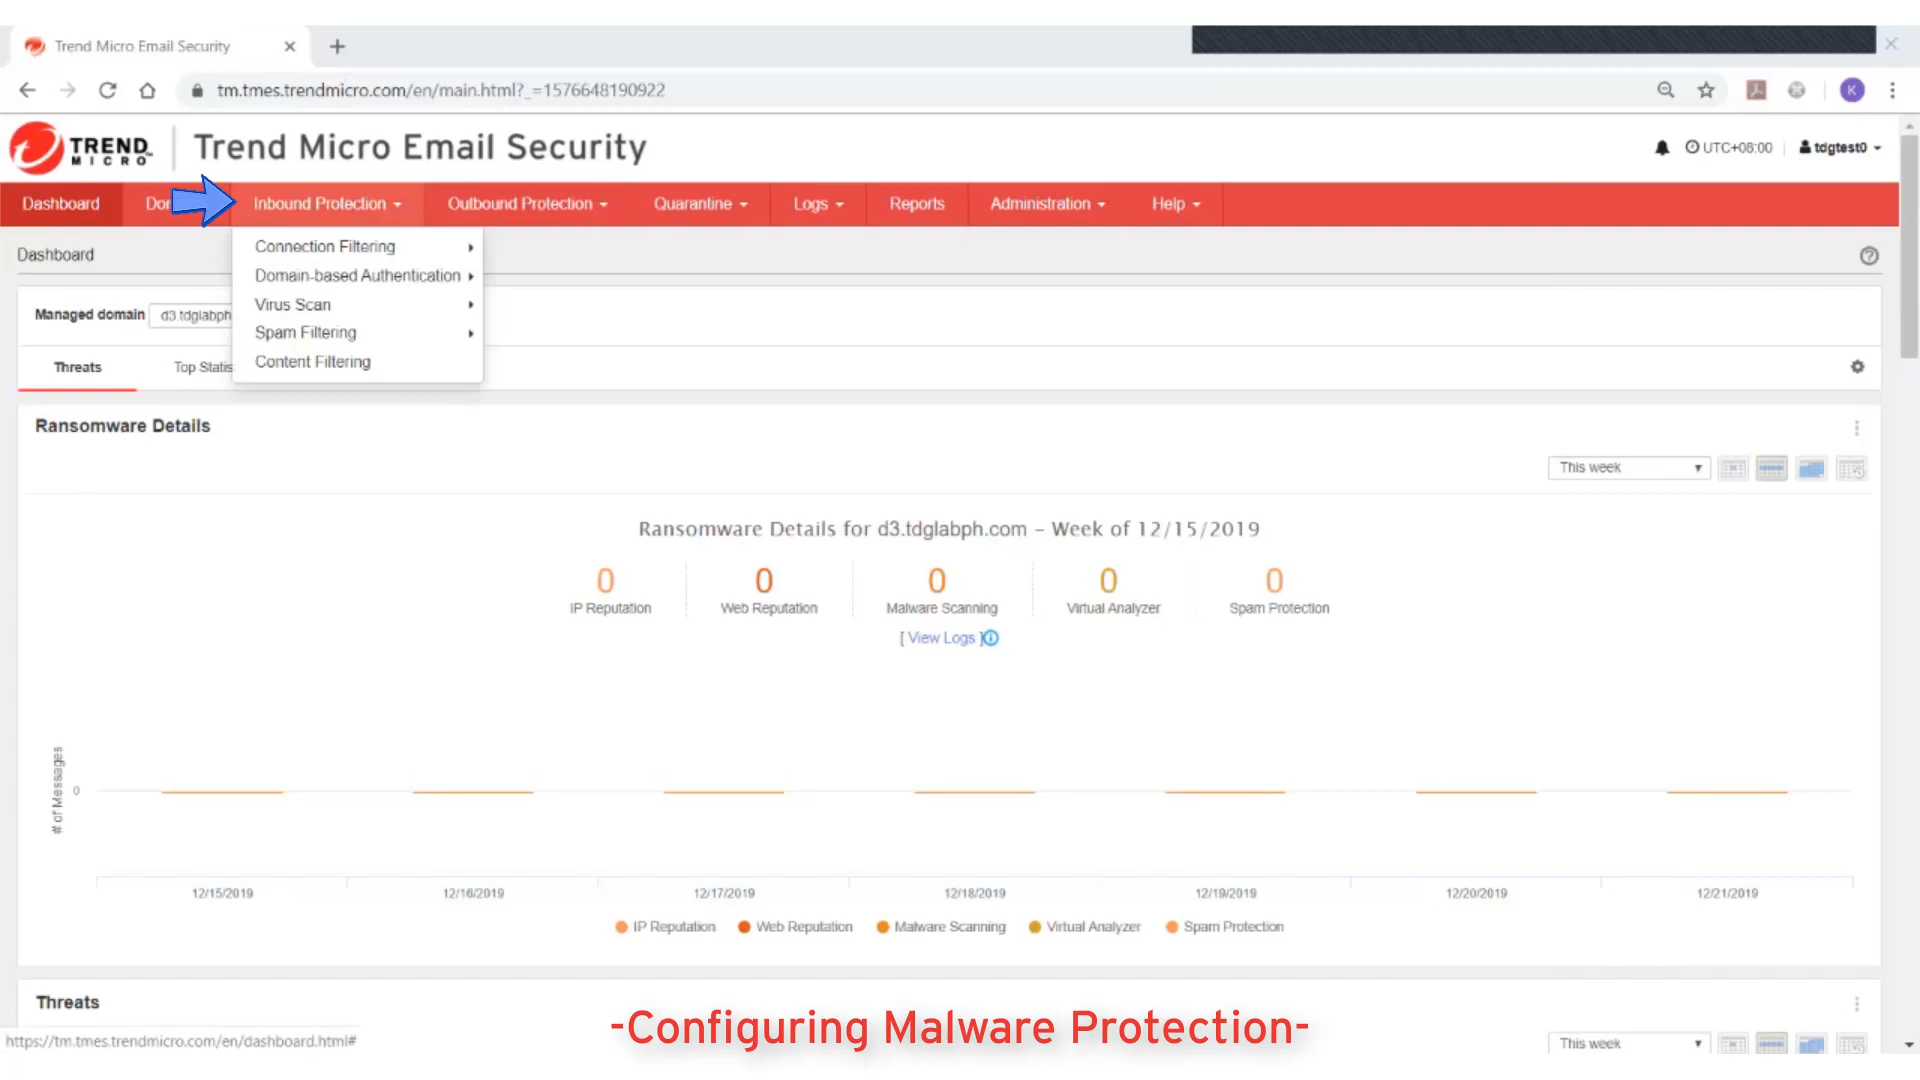 Trend Micro Email Security
tm.tmes.trendmicro.com/en/main.html?_=1576648190922
K
TREND
MICRO
Trend Micro Email Security
UTC+08:00
tdgtest0
Dashboard
Inbound Protection
Outbound Protection
Quarantine
Logs
Reports
Administration
Help
Dashboard
Connection Filtering
Domain-based Authentication
Virus Scan
Spam Filtering
Content Filtering
Managed domain
d3.tdglabph
Threats
Top Statis
Ransomware Details
This week
Ransomware Details for d3.tdglabph.com – Week of 12/15/2019
0 0 0 0 0
IP Reputation Web Reputation Malware Scanning Virtual Analyzer Spam Protection
[ View Logs ]
# of Messages
0
12/15/2019 12/16/2019 12/17/2019 12/18/2019 12/19/2019 12/20/2019 12/21/2019
IP Reputation Web Reputation Malware Scanning Virtual Analyzer Spam Protection
Threats
-Configuring Malware Protection-
This week
https://tm.tmes.trendmicro.com/en/dashboard.html#